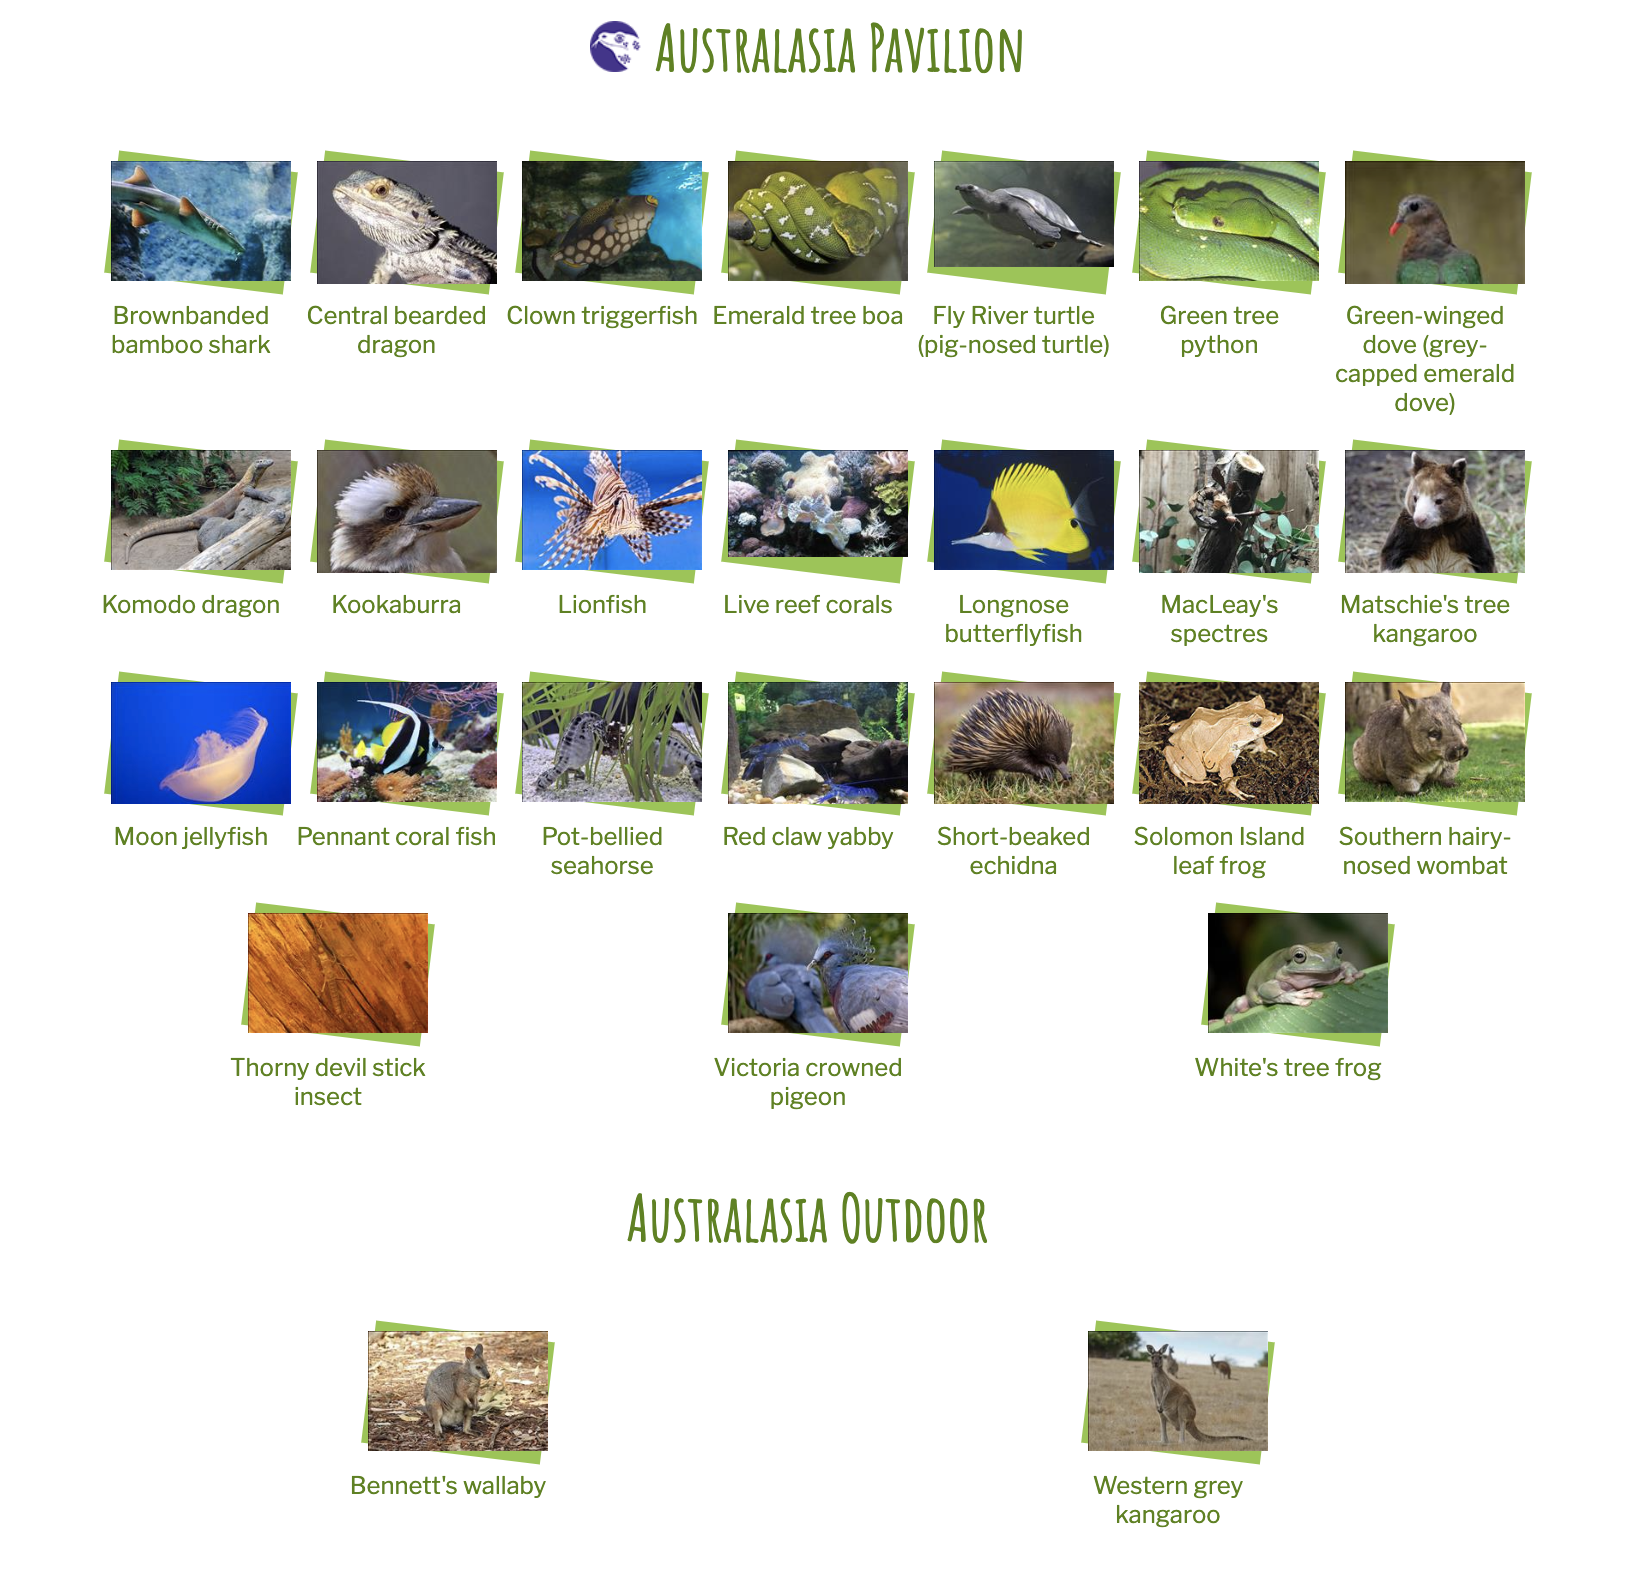 Australasia Pavilion
Brownbanded
bamboo shark
Central bearded
dragon
Clown triggerfish
Emerald tree boa
Fly River turtle
(pig-nosed turtle)
Green tree
python
Green-winged
dove (grey-
capped emerald
dove)
Komodo dragon
Kookaburra
Lionfish
Live reef corals
Longnose
butterflyfish
MacLeay's
spectres
Matschie's tree
kangaroo
Moon jellyfish
Pennant coral fish
Pot-bellied
seahorse
Red claw yabby
Short-beaked
echidna
Solomon Island
leaf frog
Southern hairy-
nosed wombat
Thorny devil stick
insect
Victoria crowned
pigeon
White's tree frog
Australasia Outdoor
Bennett's wallaby
Western grey
kangaroo